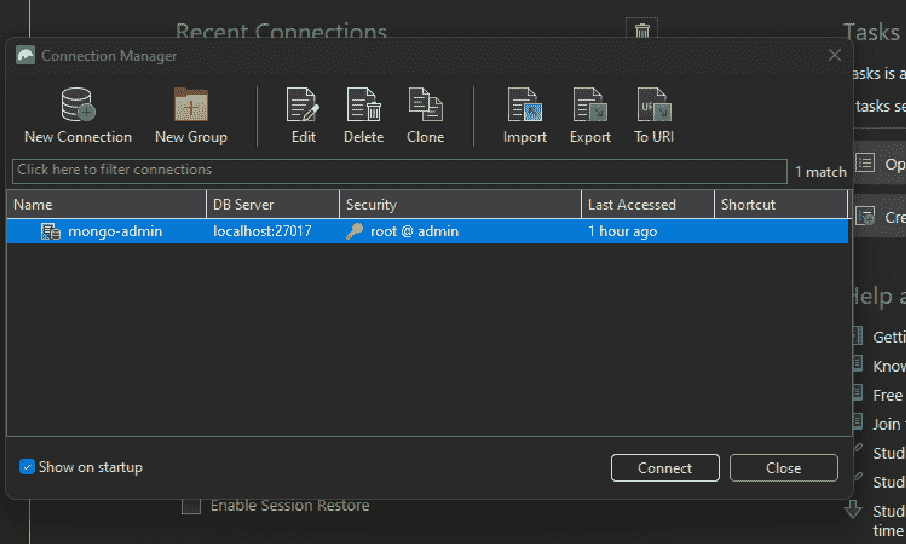 Recent Connections
Tasks
Connection Manager
New Connection New Group Edit Delete Clone Import Export To URI
Click here to filter connections 1 match
Name DB Server Security Last Accessed Shortcut
mongo-admin localhost:27017 root @ admin 1 hour ago
Show on startup Connect Close
Enable Session Restore
asks is a
tasks se
Op
Cre
Help a
Getti
Know
Free
Join
Stud
Stud
Stud
time